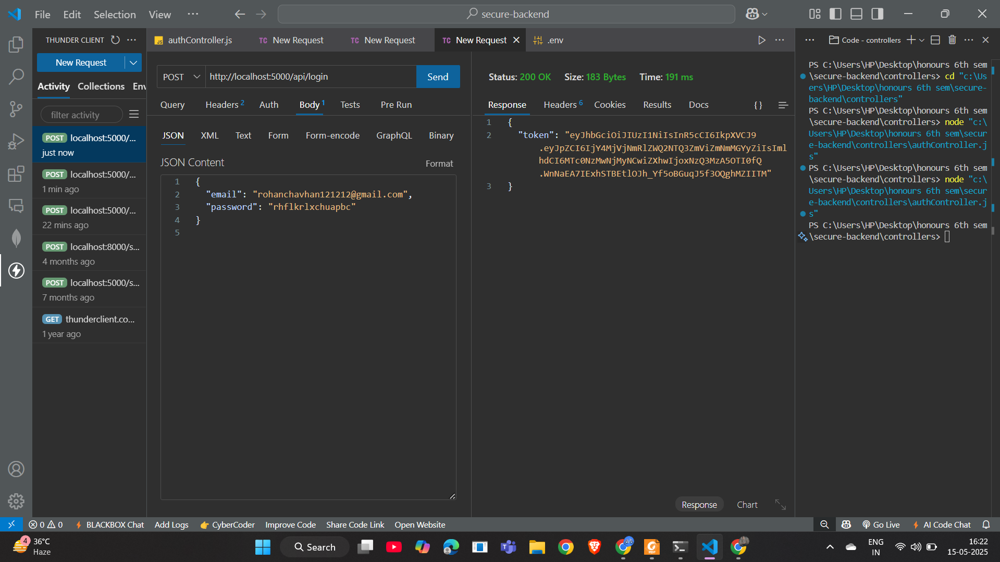 File Edit Selection View ···
secure-backend
THUNDER CLIENT
New Request
Activity Collections Env
filter activity
POST localhost:5000/...
just now
POST localhost:5000/...
1 min ago
POST localhost:5000/...
22 mins ago
POST localhost:8000/s...
4 months ago
POST localhost:5000/s...
7 months ago
GET thunderclient.co...
1 year ago
JS authController.js
TC New Request
TC New Request
TC New Request
.env
POST http://localhost:5000/api/login Send
Query Headers 2 Auth Body 1 Tests Pre Run
JSON XML Text Form Form-encode GraphQL Binary
JSON Content
Format
1 {
2 "email": "rohanchavhan121212@gmail.com",
3 "password": "rhflkrlxchuapbc"
4 }
5
Status: 200 OK Size: 183 Bytes Time: 191 ms
Response Headers 6 Cookies Results Docs {}
1 {
2 "token": "eyJhbGciOiJIUzI1NiIsInR5cCI6IkpXVCJ9
.eyJpZCI6IjY4MjVjNmRlZWQ2NTQ3ZmViZmNmMGYyZiIsIml
hdCI6MTc0NzMwNjMyNCwiZXhwIjoxNzQ3MzA5OTI0fQ
.WnNaEA7IExhSTBEtlOJh_Yf5oBGuqJ5f3OQghMZIITM"
3 }
Response Chart
Code - controllers
PS C:\Users\HP\Desktop\honours 6th sem
\secure-backend\controllers> cd "c:\Us
ers\HP\Desktop\honours 6th sem\secure-
backend\controllers"
PS C:\Users\HP\Desktop\honours 6th sem
\secure-backend\controllers> node "c:\
Users\HP\Desktop\honours 6th sem\secur
e-backend\controllers\authController.j
s"
PS C:\Users\HP\Desktop\honours 6th sem
\secure-backend\controllers> node "c:\
Users\HP\Desktop\honours 6th sem\secur
e-backend\controllers\authController.j
s"
PS C:\Users\HP\Desktop\honours 6th sem
\secure-backend\controllers>
0 0 BLACKBOX Chat Add Logs CyberCoder Improve Code Share Code Link Open Website Go Live AI Code Chat
4 36°C
Haze
Search
PDF
ENG
IN
16:22
15-05-2025